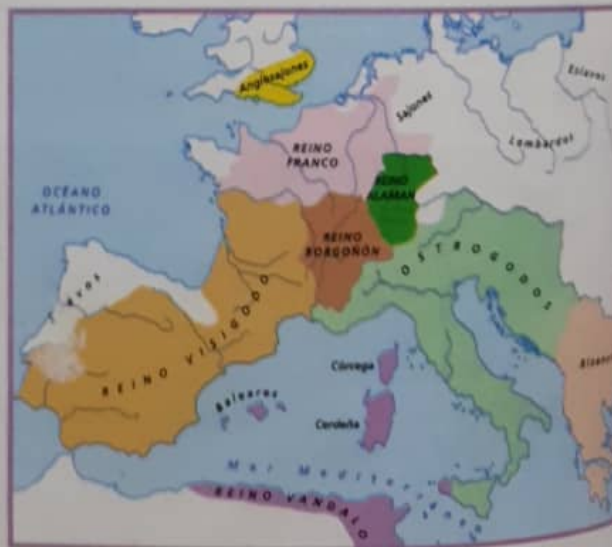 Anglosajones
Eslavos
Sajones
Lombardos
REINO
FRANCO
REINO
ALAMÁN
OCÉANO
ATLÁNTICO
REINO
BORGOÑÓN
OSTROGODOS
REINO VISIGODO
Córcega
Baleares
Cerdeña
Mar Mediterráneo
REINO VÁNDALO